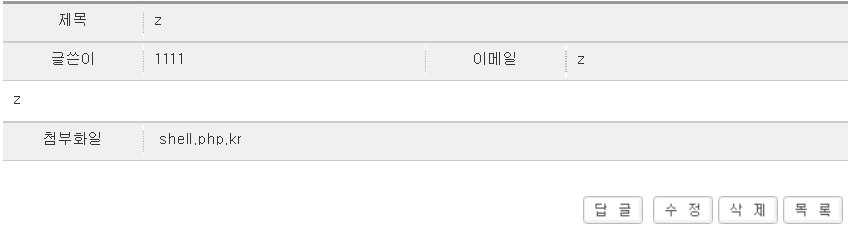 제목 z
글쓴이 1111 이메일 z
z
첨부화일 shell.php.kr
답 글 수 정 삭 제 목 록